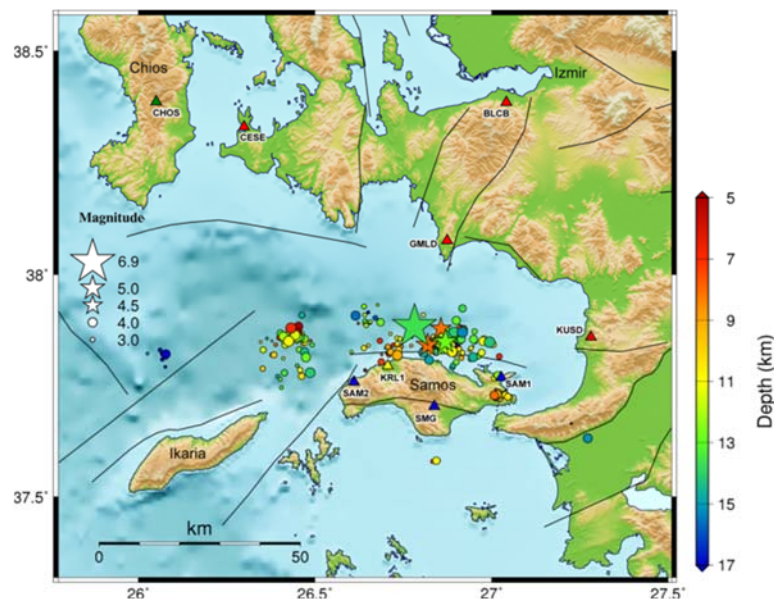 38.5
38
37.5
26
26.5
27
27.5
Chios
CHOS
CESE
Izmir
BLCB
Magnitude
6.9
5.0
4.5
4.0
3.0
GMLD
KUSD
KRL1
Samos
SAM2
SAM1
SMG
Ikaria
km
0
50
5
7
9
11
13
15
17
Depth (km)